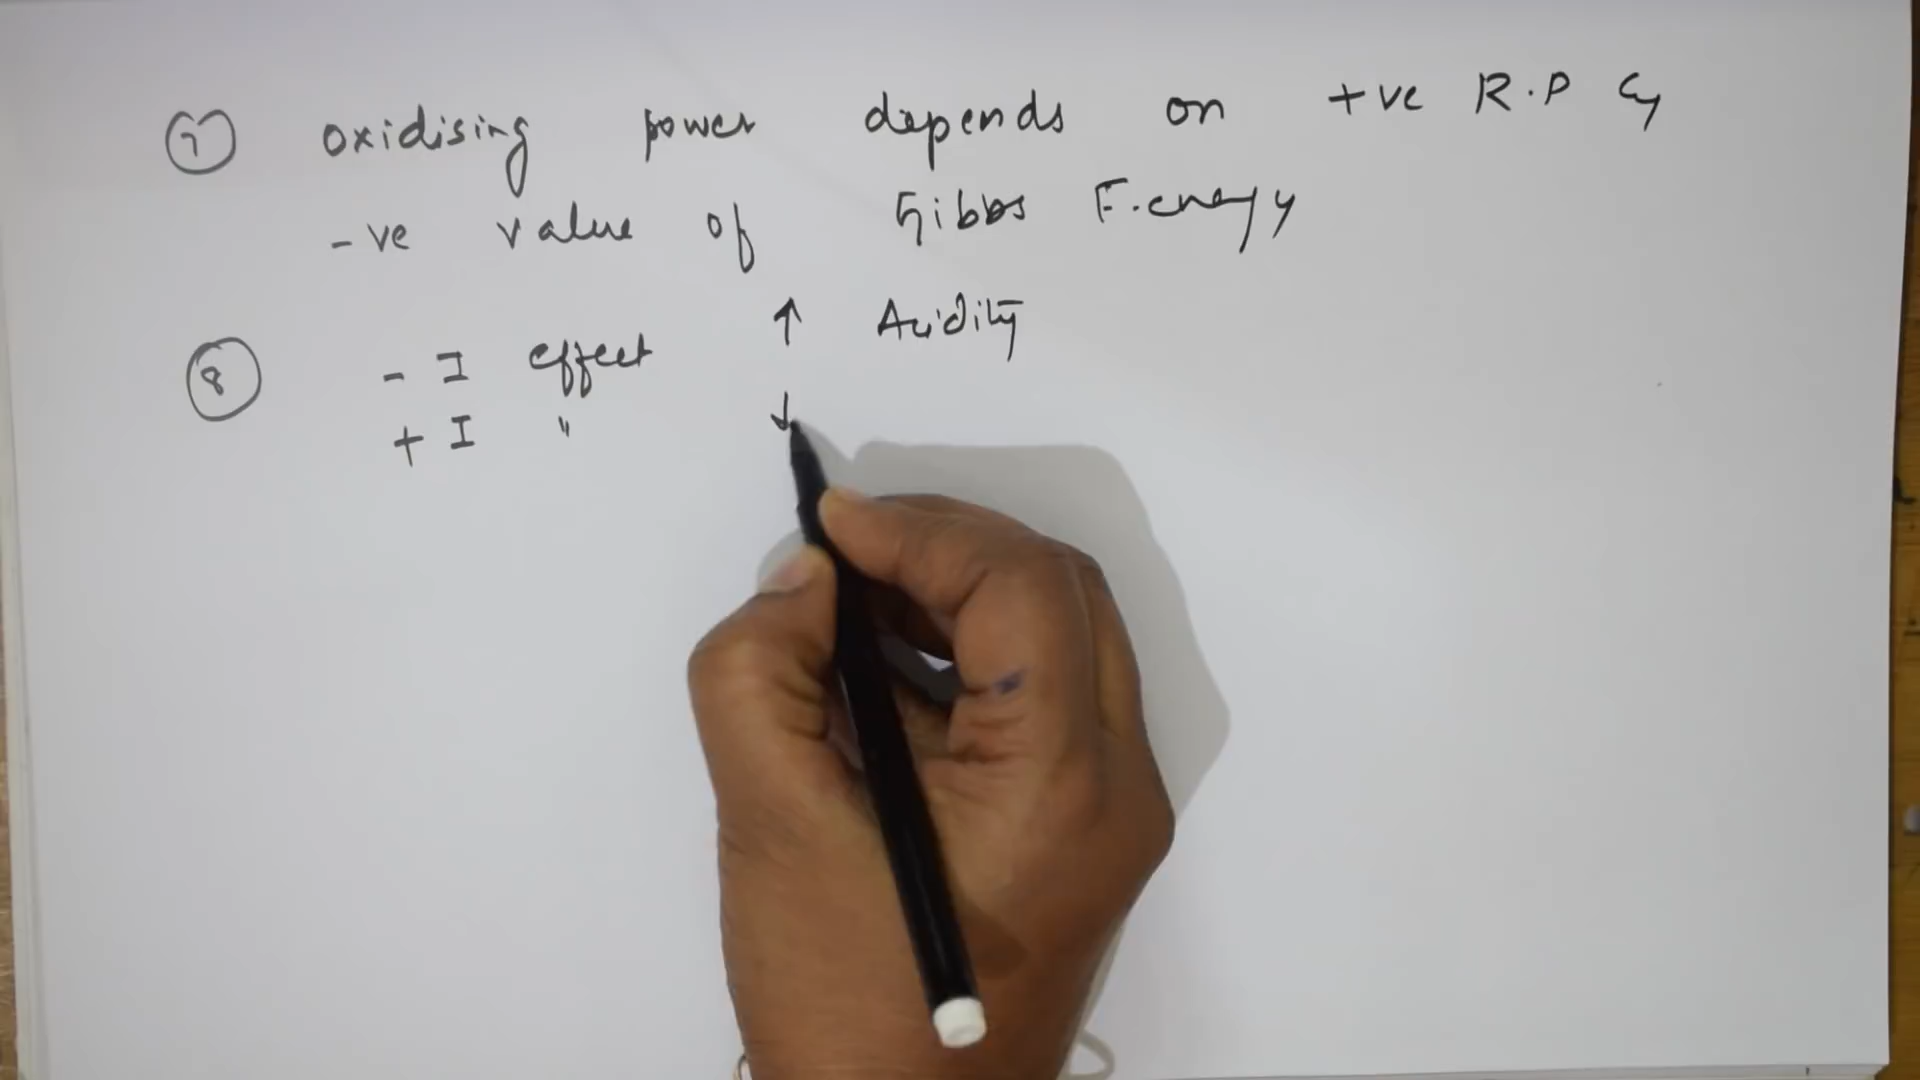 7 oxidising power depends on +ve R.P &
-ve value of Gibbs F.energy
8 - I effect ↑ Acidity
+ I " ↓